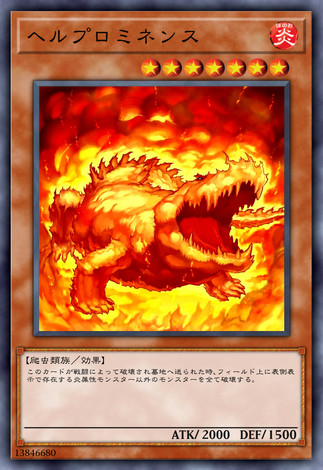 ヘルプロミネンス
炎
【爬虫類族／効果】
このカードが戦闘によって破壊され墓地へ送られた時、フィールド上に表側表
示で存在する炎属性モンスター以外のモンスターを全て破壊する。
ATK/ 2000 DEF/1500
13846680